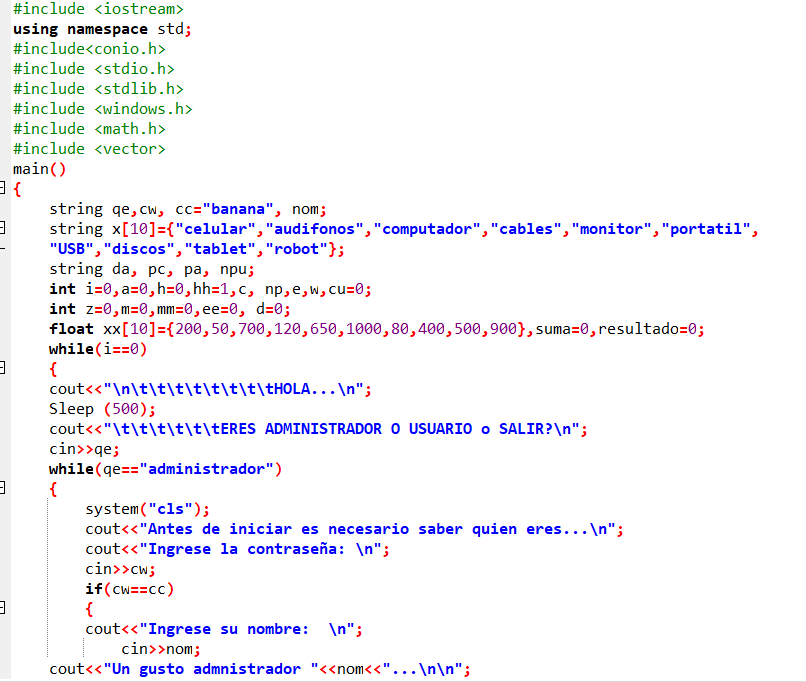 #include <iostream>
using namespace std;
#include<conio.h>
#include <stdio.h>
#include <stdlib.h>
#include <windows.h>
#include <math.h>
#include <vector>
main()
{
string qe,cw, cc="banana", nom;
string x[10]={"celular","audifonos","computador","cables","monitor","portatil",
"USB","discos","tablet","robot"};
string da, pc, pa, npu;
int i=0,a=0,h=0,hh=1,c, np,e,w,cu=0;
int z=0,m=0,mm=0,ee=0, d=0;
float xx[10]={200,50,700,120,650,1000,80,400,500,900},suma=0,resultado=0;
while(i==0)
{
cout<<"\n\t\t\t\t\t\t\t\tHOLA...\n";
Sleep (500);
cout<<"\t\t\t\t\t\tERES ADMINISTRADOR O USUARIO o SALIR?\n";
cin>>qe;
while(qe=="administrador")
{
system("cls");
cout<<"Antes de iniciar es necesario saber quien eres...\n";
cout<<"Ingrese la contraseña: \n";
cin>>cw;
if(cw==cc)
{
cout<<"Ingrese su nombre:  \n";
cin>>nom;
cout<<"Un gusto admnistrador "<<nom<<"...\n\n";